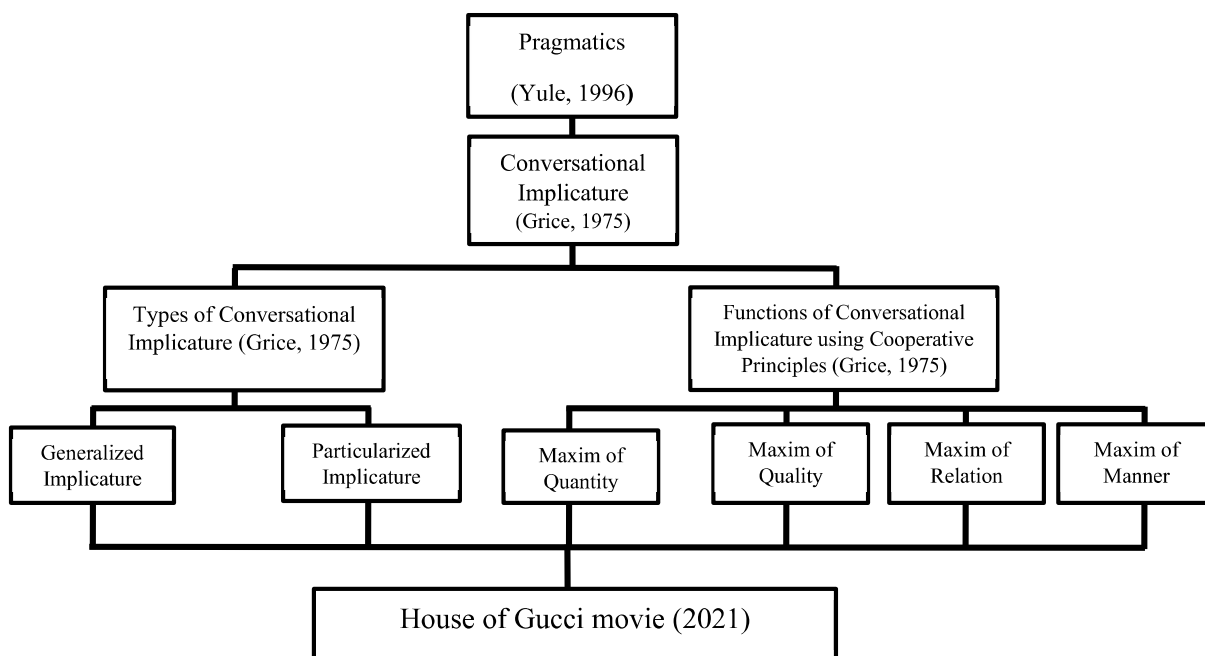 Pragmatics
(Yule, 1996)
Conversational
Implicature
(Grice, 1975)
Types of Conversational
Implicature (Grice, 1975)
Functions of Conversational
Implicature using Cooperative
Principles (Grice, 1975)
Generalized
Implicature
Particularized
Implicature
Maxim of
Quantity
Maxim of
Quality
Maxim of
Relation
Maxim of
Manner
House of Gucci movie (2021)